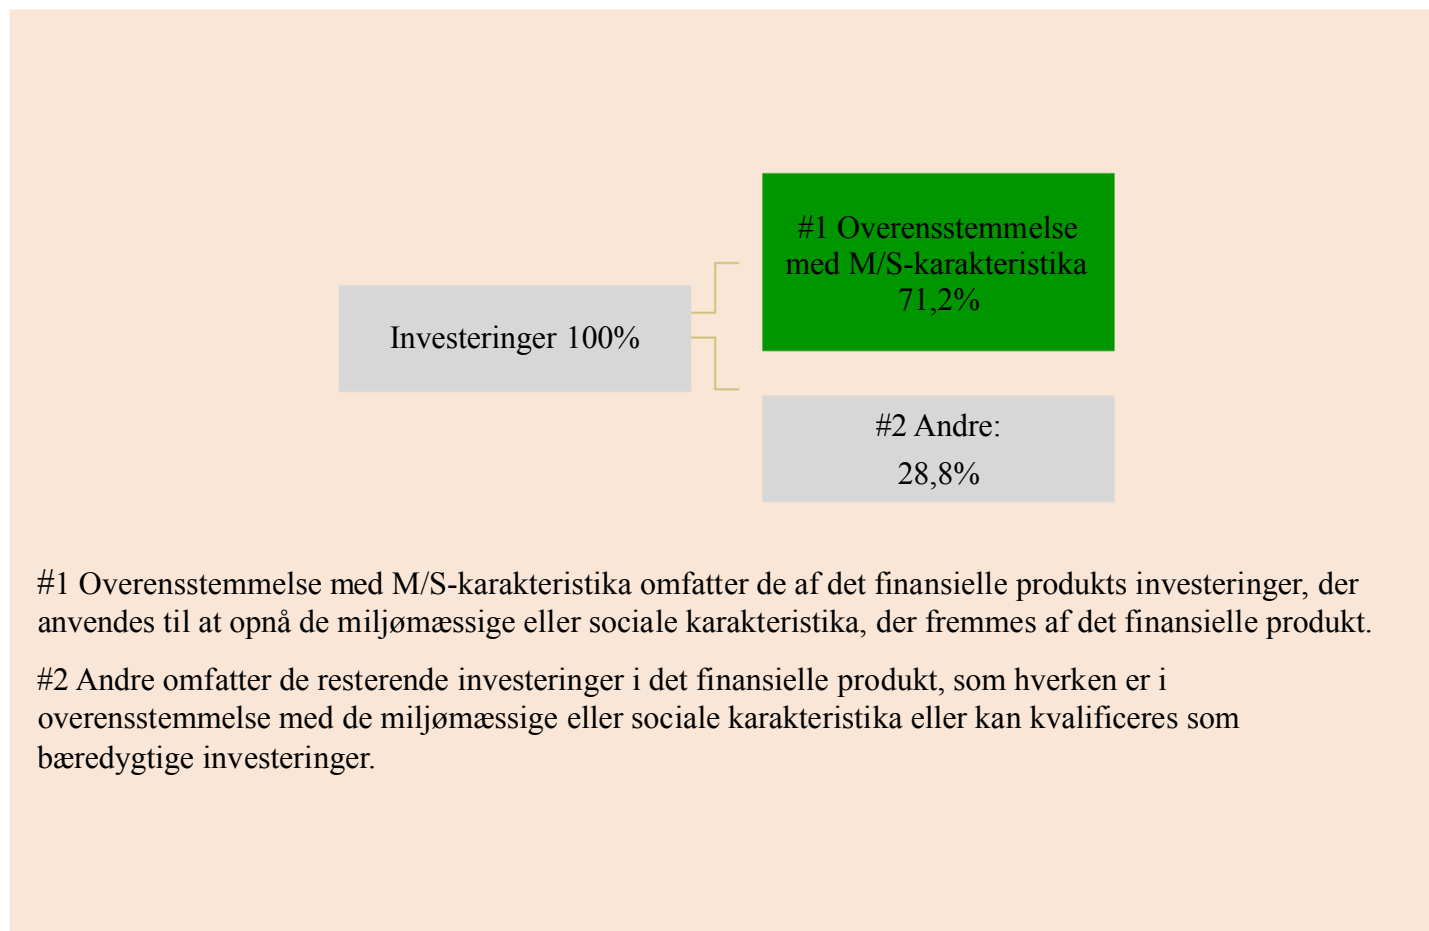 #1 Overensstemmelse
med M/S-karakteristika
71,2%
Investeringer 100%
#2 Andre:
28,8%
#1 Overensstemmelse med M/S-karakteristika omfatter de af det finansielle produkts investeringer, der
anvendes til at opnå de miljømæssige eller sociale karakteristika, der fremmes af det finansielle produkt.
#2 Andre omfatter de resterende investeringer i det finansielle produkt, som hverken er i
overensstemmelse med de miljømæssige eller sociale karakteristika eller kan kvalificeres som
bæredygtige investeringer.